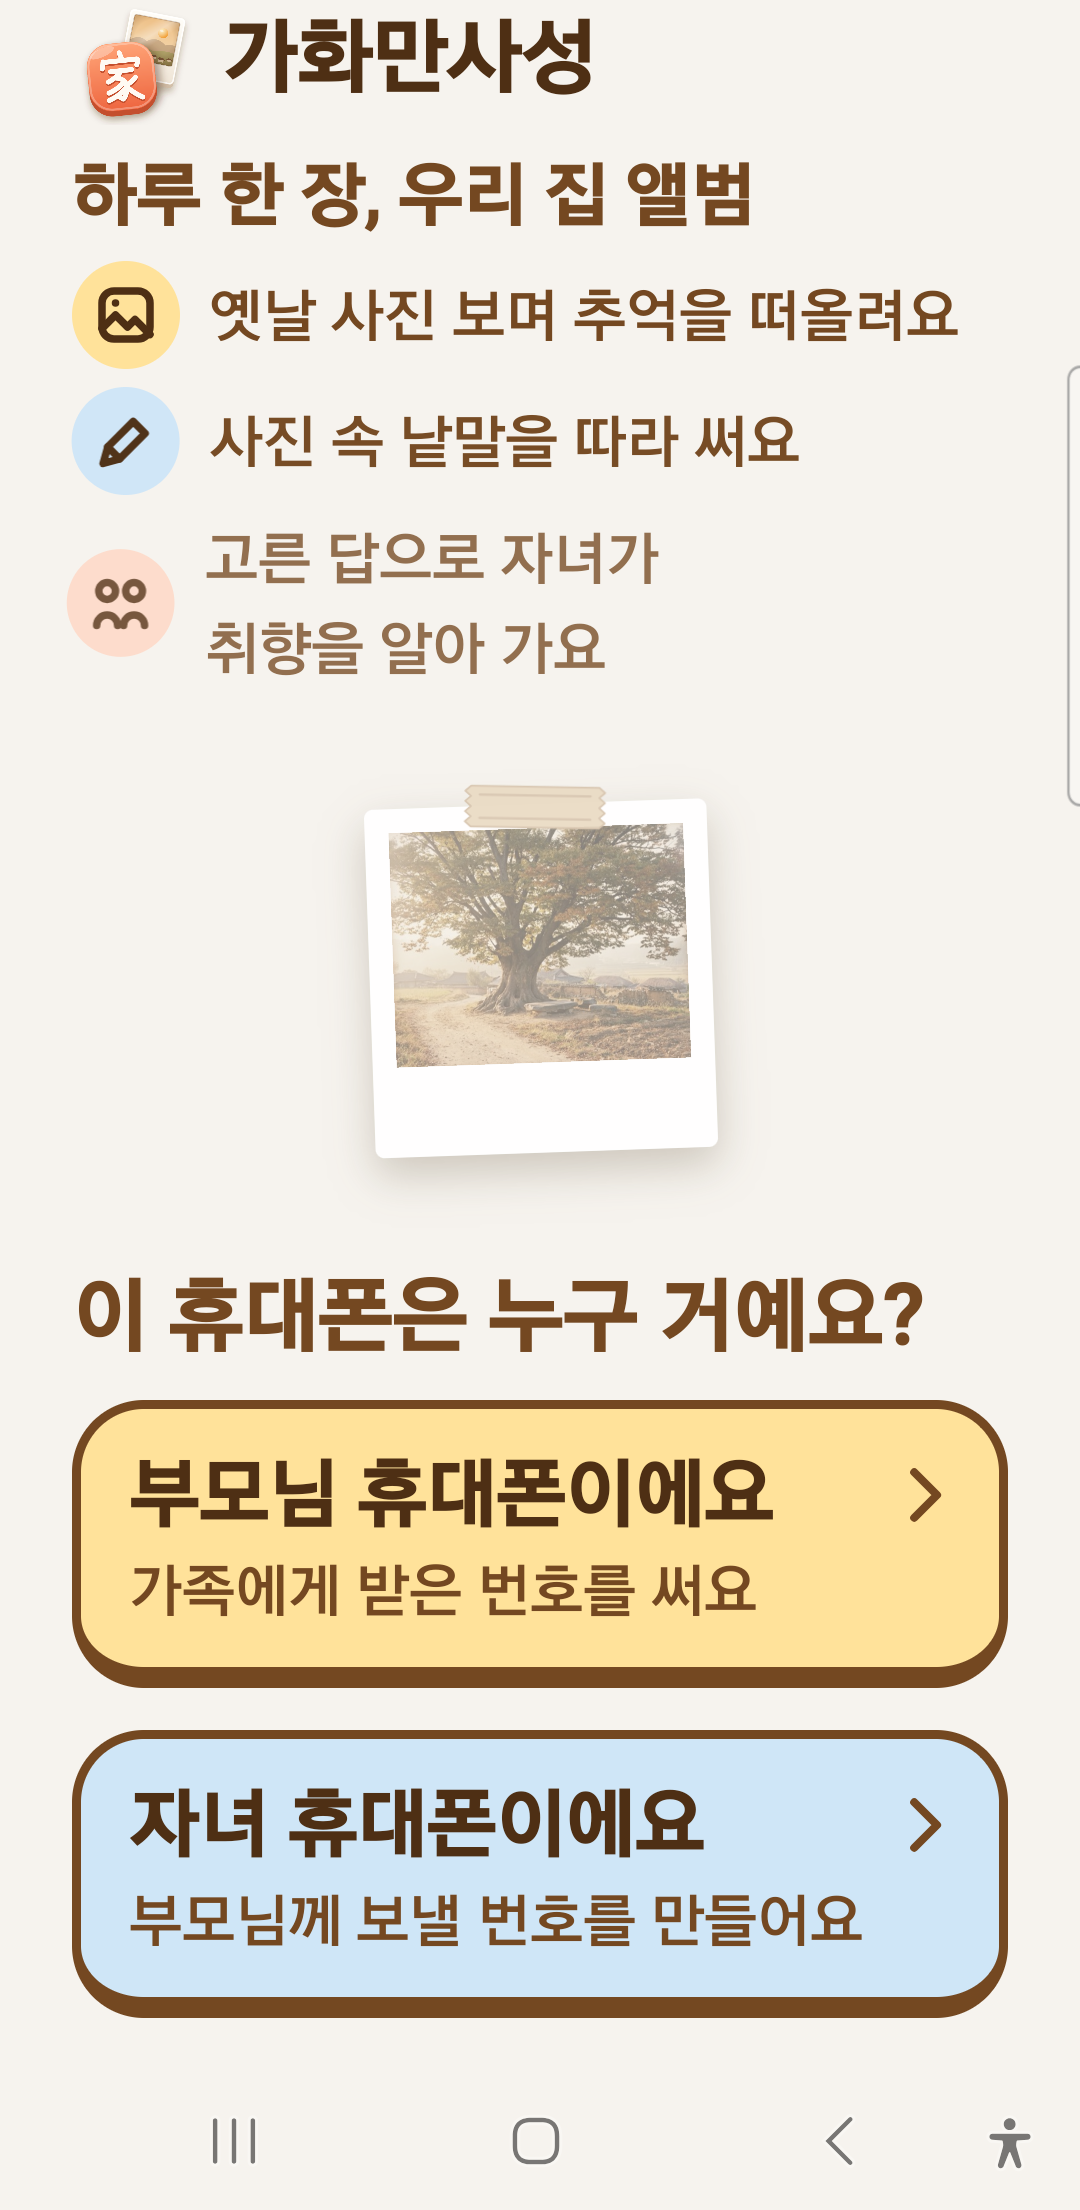 家
가화만사성
하루 한 장, 우리 집 앨범
옛날 사진 보며 추억을 떠올려요
사진 속 낱말을 따라 써요
고른 답으로 자녀가
취향을 알아 가요
이 휴대폰은 누구 거예요?
부모님 휴대폰이에요
가족에게 받은 번호를 써요
자녀 휴대폰이에요
부모님께 보낼 번호를 만들어요